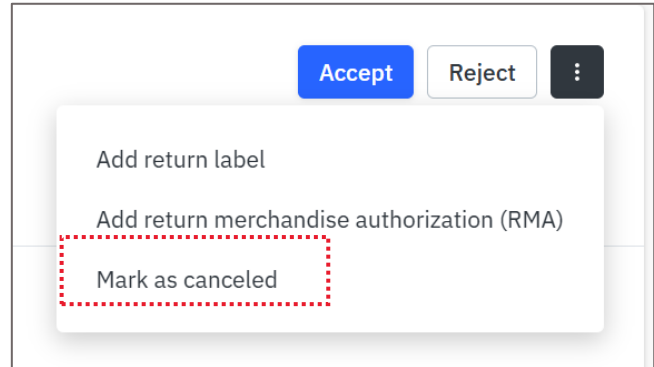 Accept Reject
Add return label
Add return merchandise authorization (RMA)
Mark as canceled